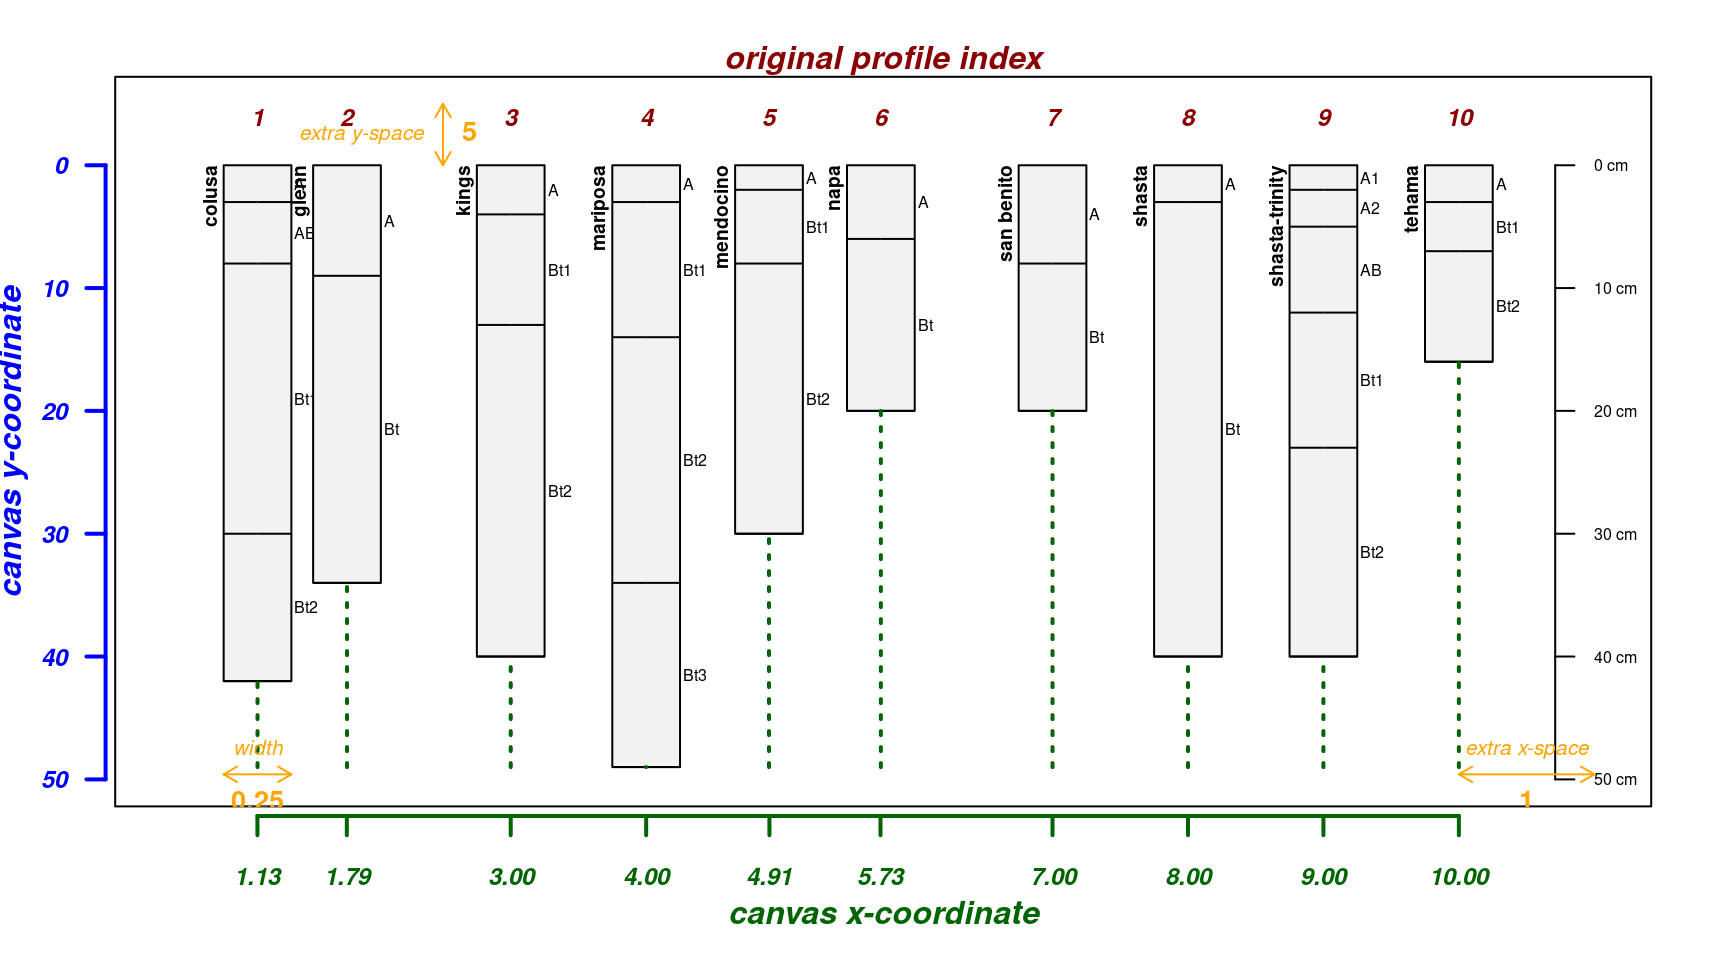 original profile index
1 2 3 4 5 6 7 8 9 10
extra y-space 5
canvas y-coordinate
0
10
20
30
40
50
colusa
AB
Bt2
glenn
A
Bt
kings
A
Bt1
Bt2
mariposa
A
Bt1
Bt2
Bt3
mendocino
A
Bt1
Bt2
napa
A
Bt
san benito
A
Bt
shasta
A
Bt
shasta-trinity
A1
A2
AB
Bt1
Bt2
tehama
A
Bt1
Bt2
0 cm
10 cm
20 cm
30 cm
40 cm
50 cm
width
0.25
extra x-space
1
1.13 1.79 3.00 4.00 4.91 5.73 7.00 8.00 9.00 10.00
canvas x-coordinate